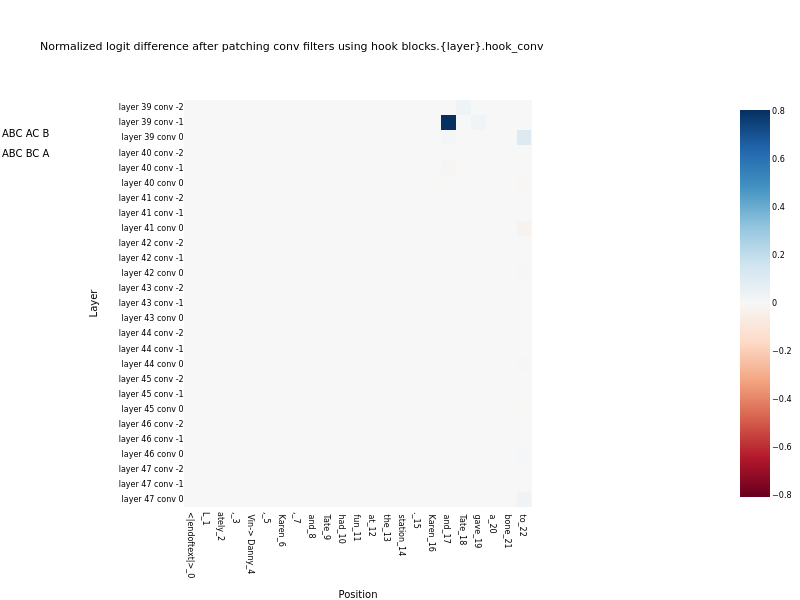 Normalized logit difference after patching conv filters using hook blocks.{layer}.hook_conv
ABC AC B
ABC BC A
Layer
layer 39 conv -2
layer 39 conv -1
layer 39 conv 0
layer 40 conv -2
layer 40 conv -1
layer 40 conv 0
layer 41 conv -2
layer 41 conv -1
layer 41 conv 0
layer 42 conv -2
layer 42 conv -1
layer 42 conv 0
layer 43 conv -2
layer 43 conv -1
layer 43 conv 0
layer 44 conv -2
layer 44 conv -1
layer 44 conv 0
layer 45 conv -2
layer 45 conv -1
layer 45 conv 0
layer 46 conv -2
layer 46 conv -1
layer 46 conv 0
layer 47 conv -2
layer 47 conv -1
layer 47 conv 0
<|endoftext|>_0
L_1
ately_2
,_3
Vin-> Danny_4
,_5
Karen_6
,_7
and_8
Tate_9
had_10
fun_11
at_12
the_13
station_14
._15
Karen_16
and_17
Tate_18
gave_19
a_20
bone_21
to_22
Position
0.8
0.6
0.4
0.2
0
−0.2
−0.4
−0.6
−0.8